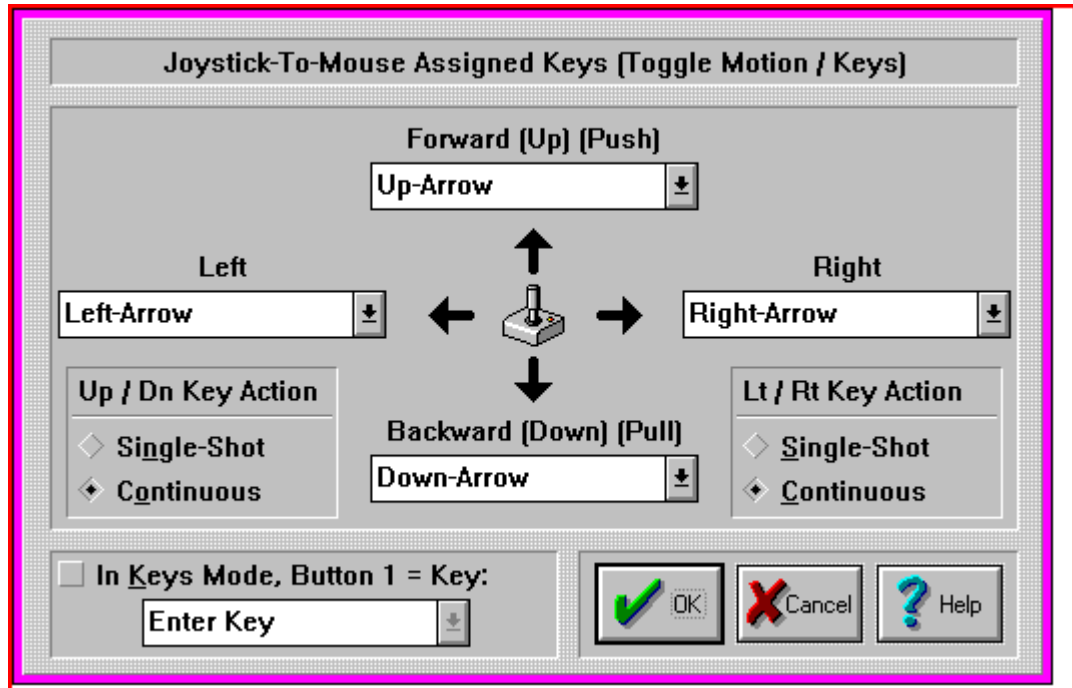 Joystick-To-Mouse Assigned Keys (Toggle Motion / Keys)
Forward (Up) (Push)
Up-Arrow
Left
Left-Arrow
Right
Right-Arrow
Up / Dn Key Action
Single-Shot
Continuous
Backward (Down) (Pull)
Down-Arrow
Lt / Rt Key Action
Single-Shot
Continuous
In Keys Mode, Button 1 = Key:
Enter Key
OK
Cancel
Help